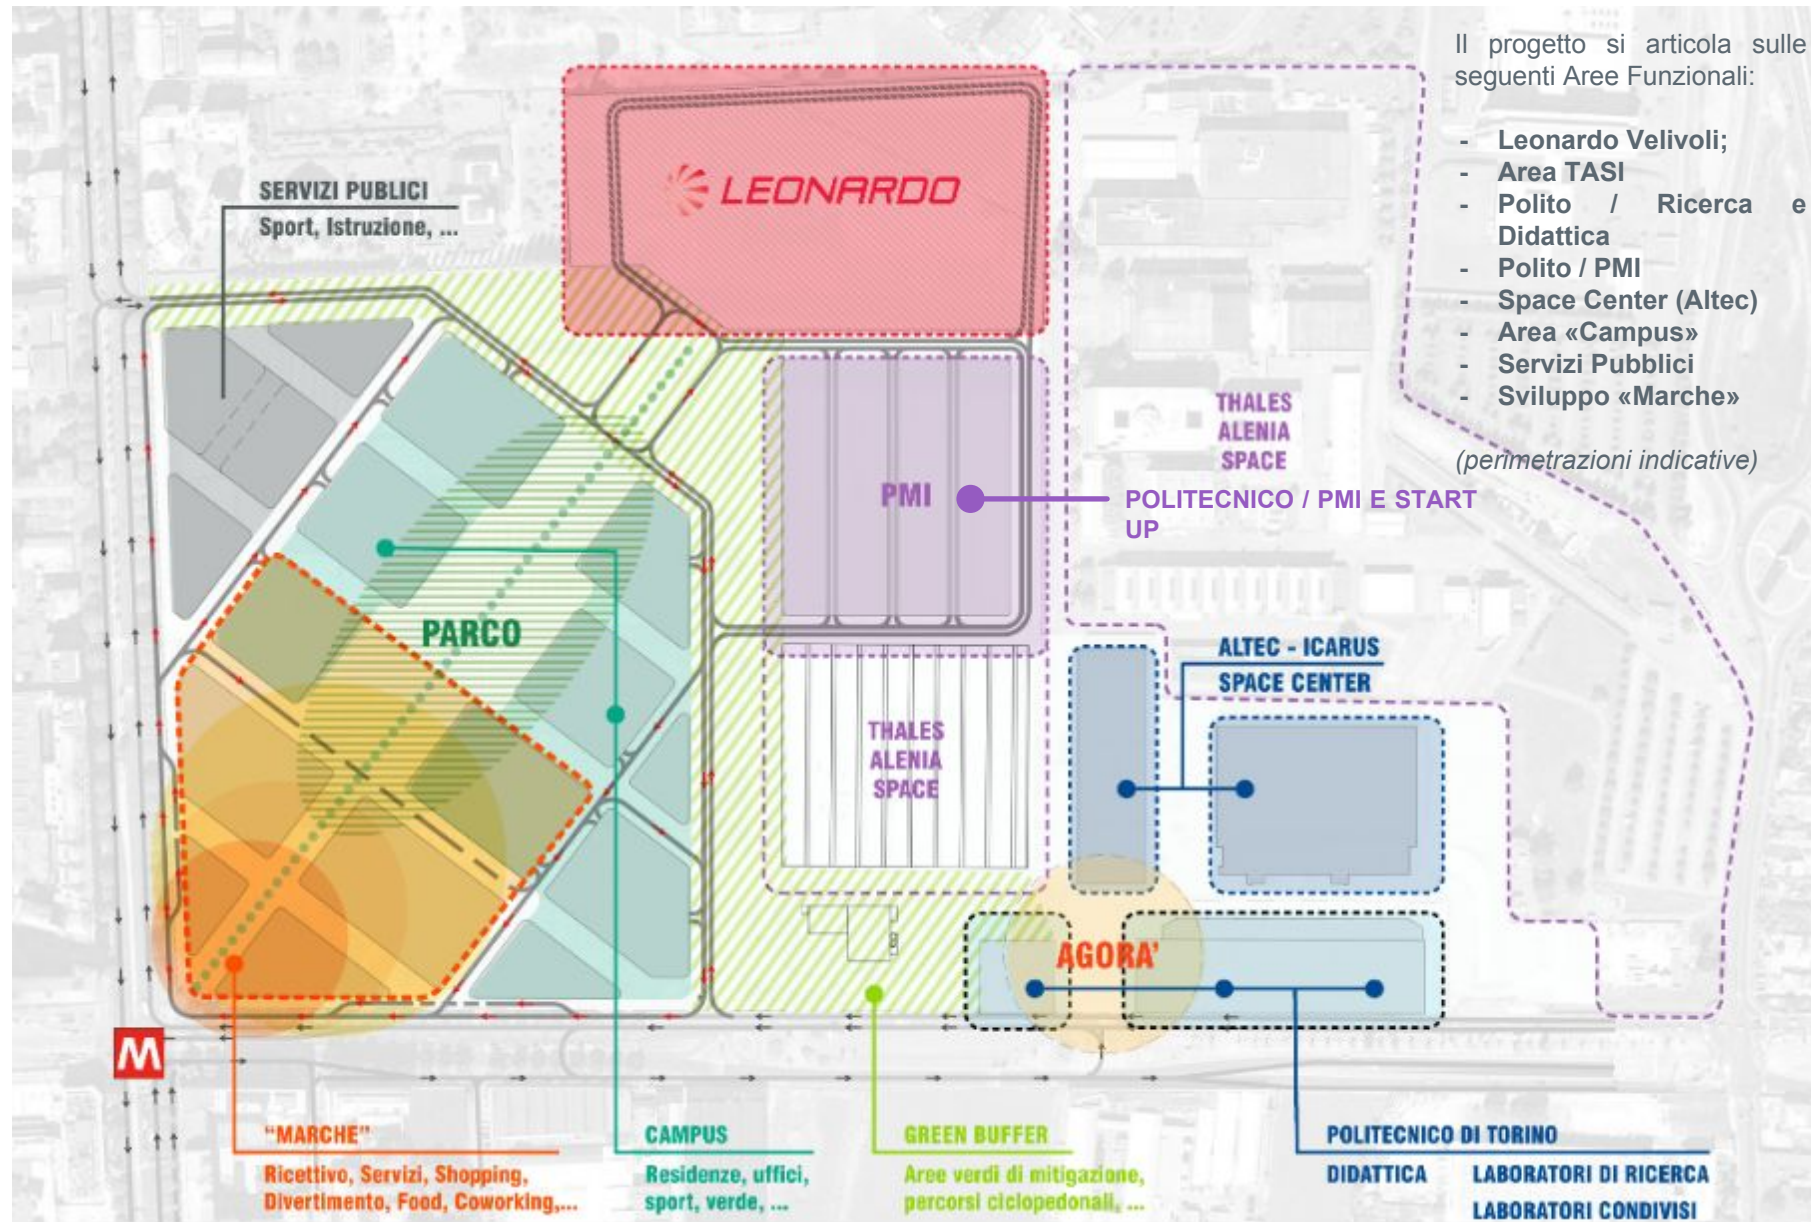 Il progetto si articola sulle
seguenti Aree Funzionali:
- Leonardo Velivoli;
- Area TASI
- Polito / Ricerca e
Didattica
- Polito / PMI
- Space Center (Altec)
- Area «Campus»
- Servizi Pubblici
- Sviluppo «Marche»
(perimetrazioni indicative)
LEONARDO
SERVIZI PUBLICI
Sport, Istruzione, ...
THALES
ALENIA
SPACE
PMI
POLITECNICO / PMI E START
UP
PARCO
ALTEC - ICARUS
SPACE CENTER
THALES
ALENIA
SPACE
AGORA'
M
"MARCHE"
Ricettivo, Servizi, Shopping,
Divertimento, Food, Coworking,...
CAMPUS
Residenze, uffici,
sport, verde, ...
GREEN BUFFER
Aree verdi di mitigazione,
percorsi ciclopedonali, ...
POLITECNICO DI TORINO
DIDATTICA
LABORATORI DI RICERCA
LABORATORI CONDIVISI